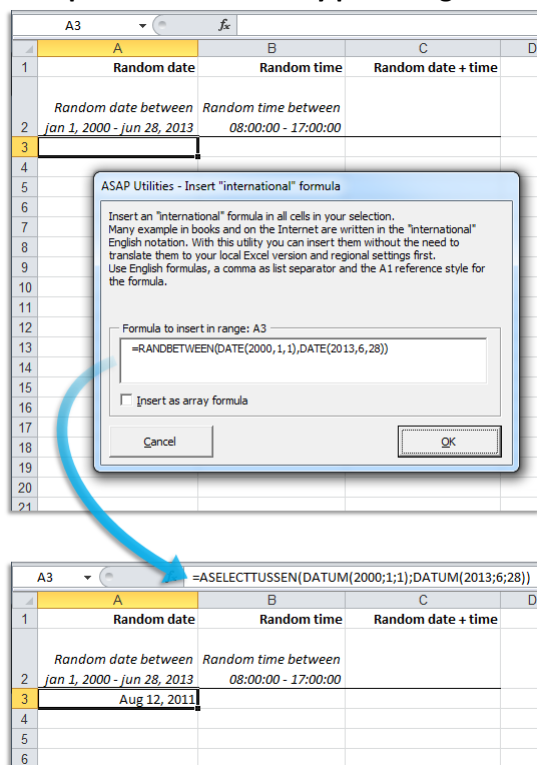 A3
fx
A B C D
1 Random date Random time Random date + time
Random date between Random time between
2 jan 1, 2000 - jun 28, 2013 08:00:00 - 17:00:00
3
4
5
6
7
8
9
10
11
12
13
14
15
16
17
18
19
20
21
ASAP Utilities - Insert "international" formula
Insert an "international" formula in all cells in your selection.
Many example in books and on the Internet are written in the "international"
English notation. With this utility you can insert them without the need to
translate them to your local Excel version and regional settings first.
Use English formulas, a comma as list separator and the A1 reference style for
the formula.
Formula to insert in range: A3
=RANDBETWEEN(DATE(2000,1,1),DATE(2013,6,28))
Insert as array formula
Cancel OK
A3 =ASELECTTUSSEN(DATUM(2000;1;1);DATUM(2013;6;28))
A B C D
1 Random date Random time Random date + time
Random date between Random time between
2 jan 1, 2000 - jun 28, 2013 08:00:00 - 17:00:00
3 Aug 12, 2011
4
5
6